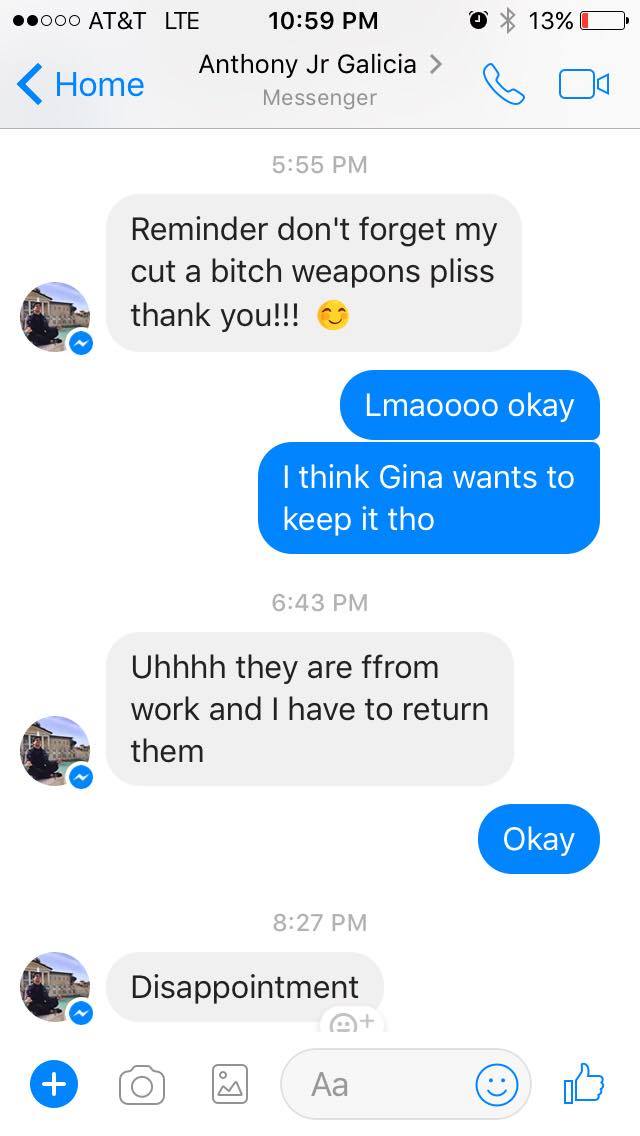 AT&T LTE 10:59 PM 13%
Home
Anthony Jr Galicia
Messenger
5:55 PM
Reminder don't forget my
cut a bitch weapons pliss
thank you!!! 😊
Lmaoooo okay
I think Gina wants to
keep it tho
6:43 PM
Uhhhh they are ffrom
work and I have to return
them
Okay
8:27 PM
Disappointment
Aa